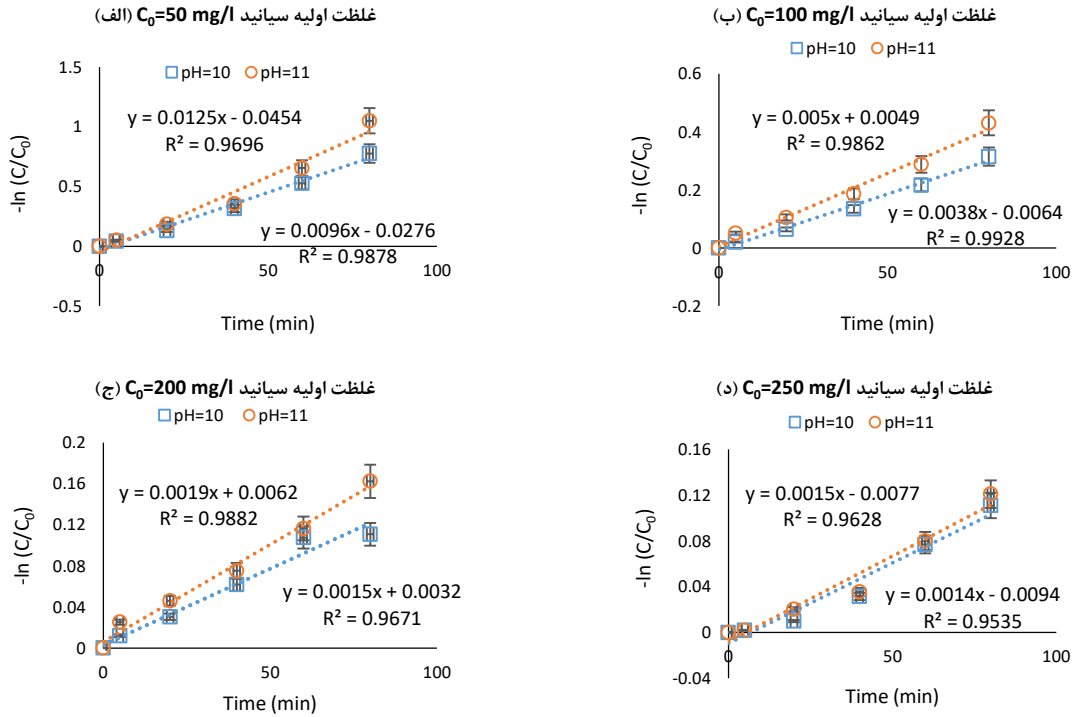 (الف) C₀=50 mg/l غلظت اولیه سیانید
pH=10 pH=11
1.5
1
0.5
0
-0.5
-ln (C/C₀)
y = 0.0125x - 0.0454
R² = 0.9696
y = 0.0096x - 0.0276
R² = 0.9878
0 50 100
Time (min)
(ب) C₀=100 mg/l غلظت اولیه سیانید
pH=10 pH=11
0.6
0.4
0.2
0
-0.2
-ln (C/C₀)
y = 0.005x + 0.0049
R² = 0.9862
y = 0.0038x - 0.0064
R² = 0.9928
0 50 100
Time (min)
(ج) C₀=200 mg/l غلظت اولیه سیانید
pH=10 pH=11
0.2
0.16
0.12
0.08
0.04
0
-ln (C/C₀)
y = 0.0019x + 0.0062
R² = 0.9882
y = 0.0015x + 0.0032
R² = 0.9671
0 50 100
Time (min)
(د) C₀=250 mg/l غلظت اولیه سیانید
pH=10 pH=11
0.16
0.12
0.08
0.04
0
-0.04
-ln (C/C₀)
y = 0.0015x - 0.0077
R² = 0.9628
y = 0.0014x - 0.0094
R² = 0.9535
0 50 100
Time (min)